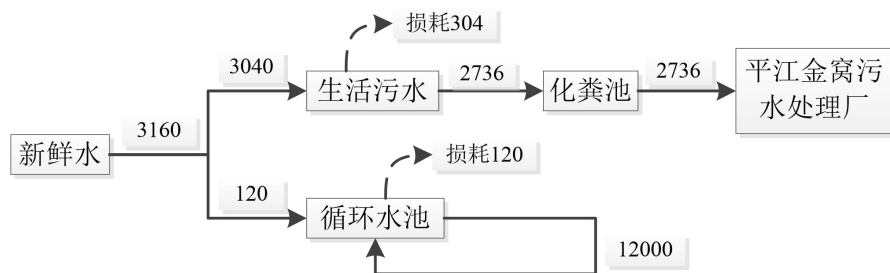 损耗304
3040
生活污水
2736
化粪池
2736
平江金窝污
水处理厂
新鲜水
3160
120
循环水池
损耗120
12000